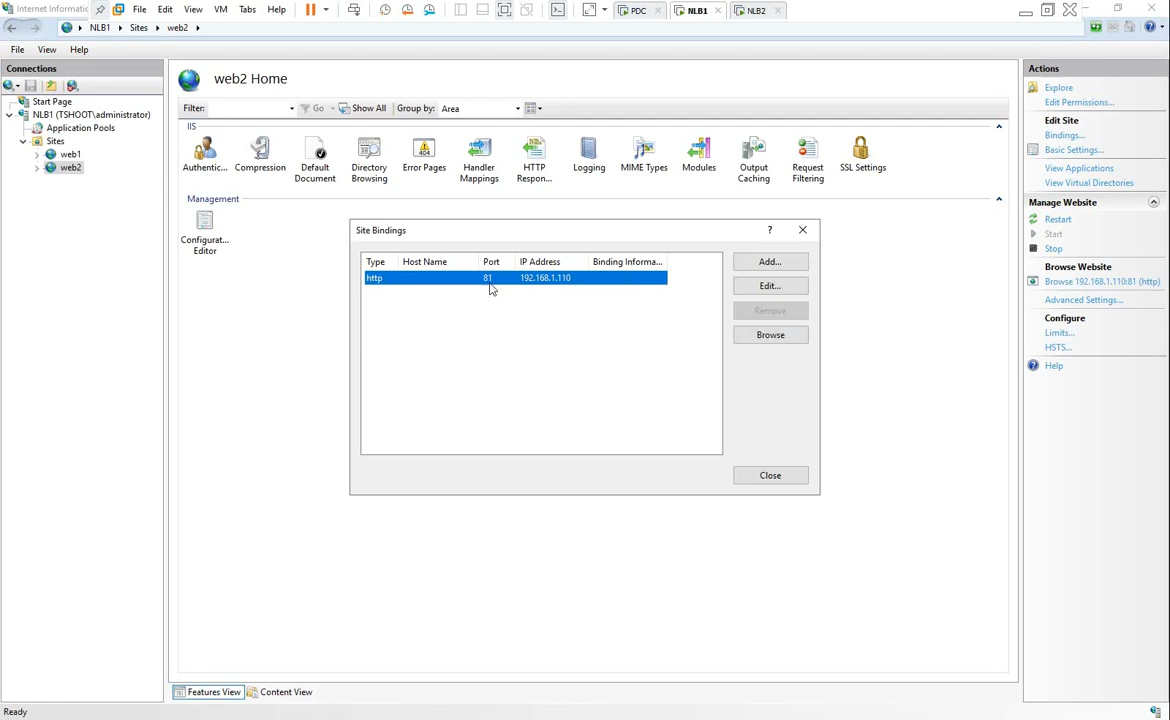 Internet Informatic
File Edit View VM Tabs Help
PDC
NLB1
NLB2
NLB1 Sites web2
File View Help
Connections
Start Page
NLB1 (TSHOOT\administrator)
Application Pools
Sites
web1
web2
web2 Home
Filter: Go Show All Group by: Area
IIS
Authentic...
Compression
Default Document
Directory Browsing
Error Pages
Handler Mappings
HTTP Respon...
Logging
MIME Types
Modules
Output Caching
Request Filtering
SSL Settings
404
Management
Configurat... Editor
Site Bindings
Type Host Name Port IP Address Binding Informa...
http 81 192.168.1.110
Add...
Edit...
Remove
Browse
Close
Actions
Explore
Edit Permissions...
Edit Site
Bindings...
Basic Settings...
View Applications
View Virtual Directories
Manage Website
Restart
Start
Stop
Browse Website
Browse 192.168.1.110:81 (http)
Advanced Settings...
Configure
Limits...
HSTS...
Help
Features View Content View
Ready